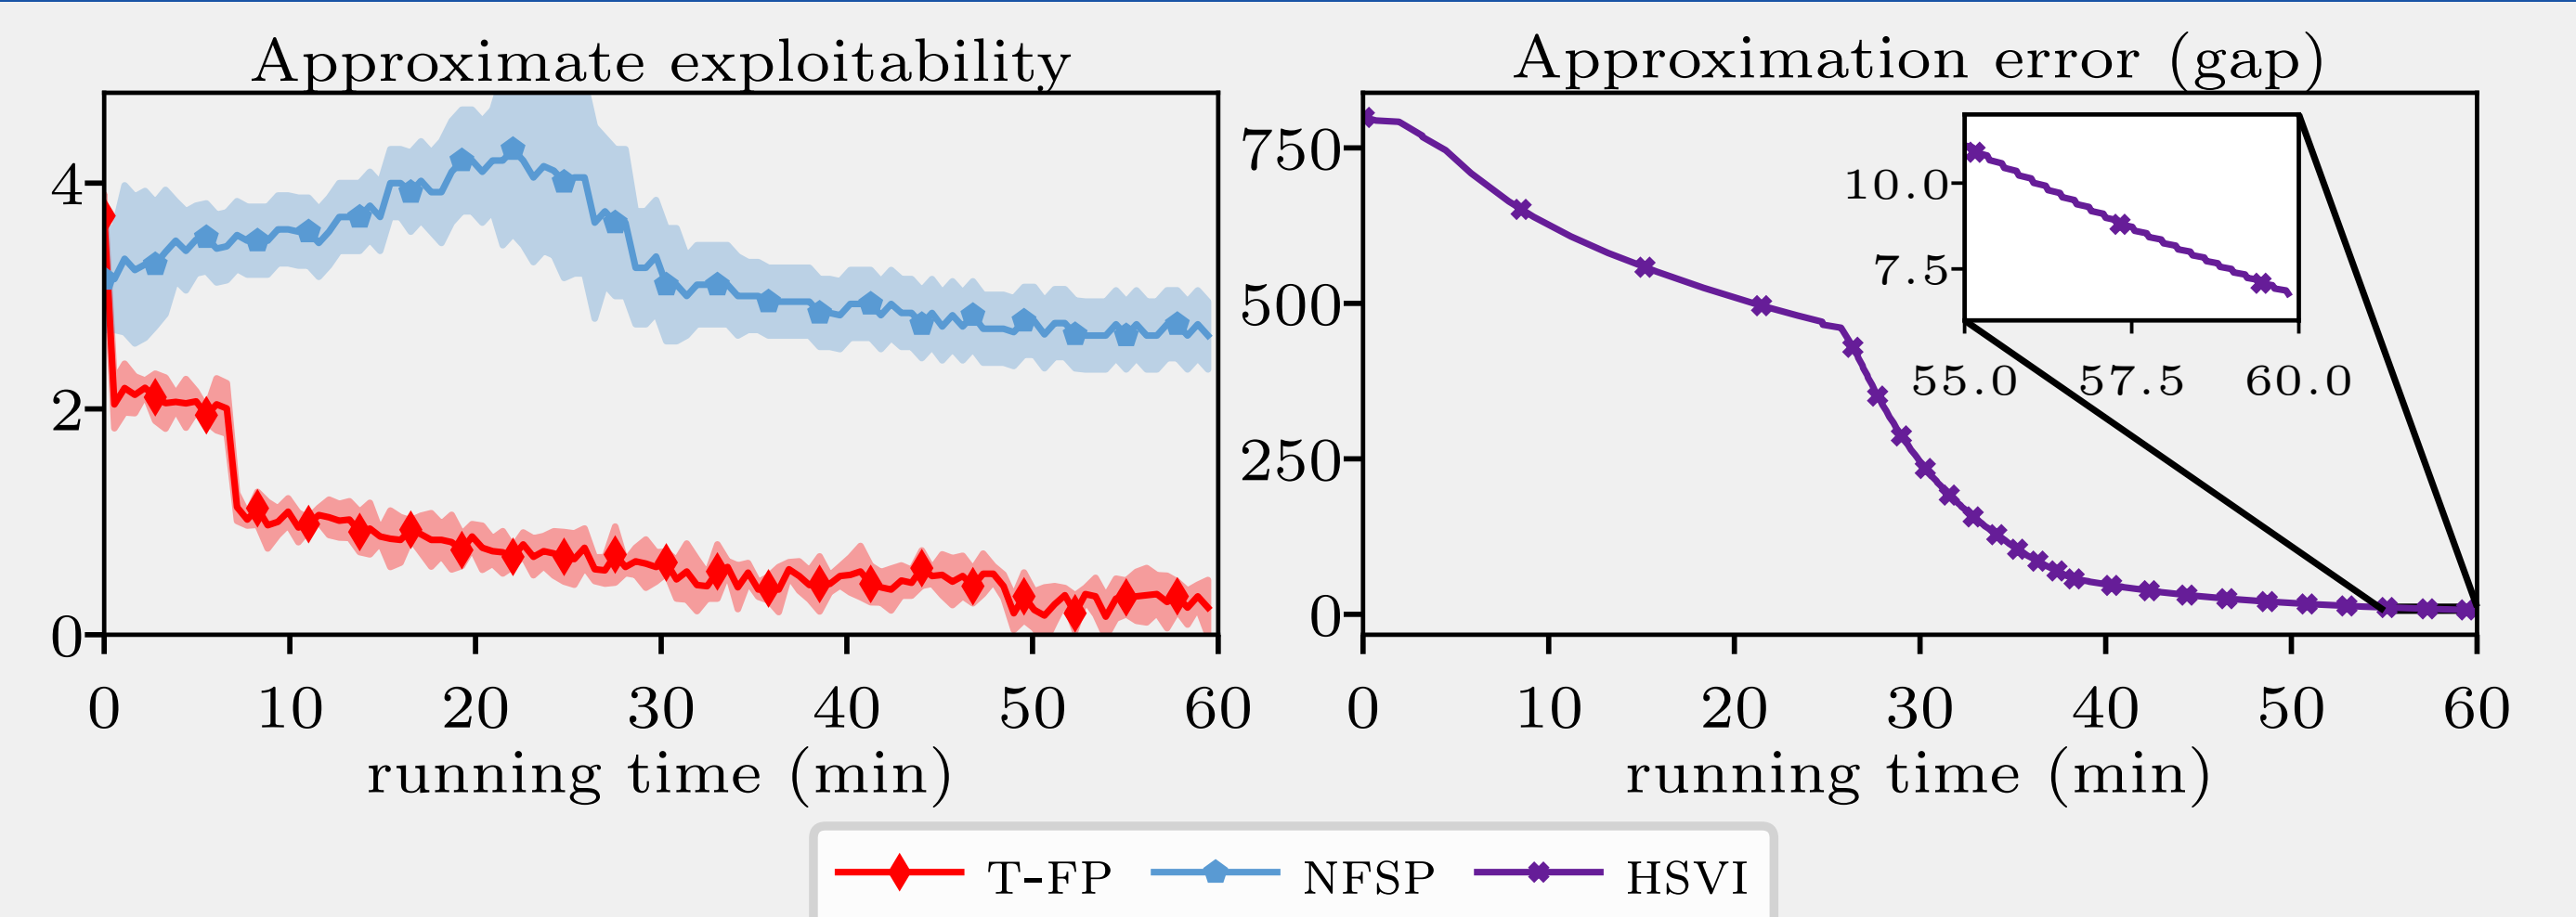 Approximate exploitability
4
2
0
0 10 20 30 40 50 60
running time (min)
Approximation error (gap)
750
500
250
0
0 10 20 30 40 50 60
running time (min)
10.0
7.5
55.0 57.5 60.0
T-FP NFSP HSVI